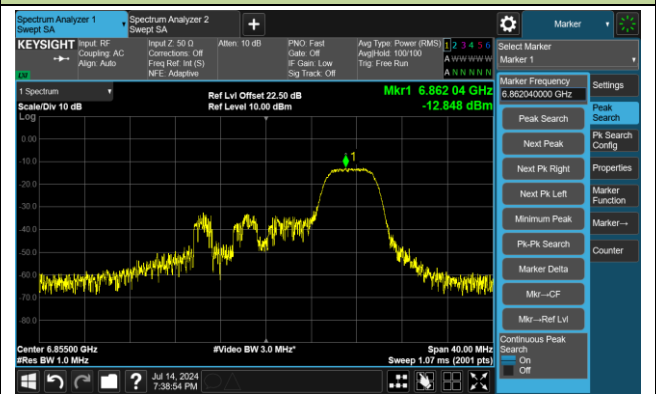 Spectrum Analyzer 1
Swept SA
Spectrum Analyzer 2
Swept SA
+
Marker
KEYSIGHT
Input: RF
Coupling: AC
Align: Auto
Input Z: 50 Ω
Corrections: Off
Freq Ref: Int (S)
NFE: Adaptive
Atten: 10 dB
PNO: Fast
Gate: Off
IF Gain: Low
Sig Track: Off
Avg Type: Power (RMS)
Avg|Hold: 100/100
Trig: Free Run
1 2 3 4 5 6
A W W W W W
A N N N N N
LXI
Select Marker
Marker 1
1 Spectrum
Scale/Div 10 dB
Log
Ref Lvl Offset 22.50 dB
Ref Level 10.00 dBm
Mkr1 6.862 04 GHz
-12.848 dBm
0.00
-10.0
-20.0
-30.0
-40.0
-50.0
-60.0
-70.0
-80.0
1
Center 6.85500 GHz
#Res BW 1.0 MHz
#Video BW 3.0 MHz*
Span 40.00 MHz
Sweep 1.07 ms (2001 pts)
Marker Frequency
6.862040000 GHz
Peak Search
Next Peak
Next Pk Right
Next Pk Left
Minimum Peak
Pk-Pk Search
Marker Delta
Mkr→CF
Mkr→Ref Lvl
Continuous Peak
Search
On
Off
Settings
Peak
Search
Pk Search
Config
Properties
Marker
Function
Marker→
Counter
?
Jul 14, 2024
7:38:54 PM